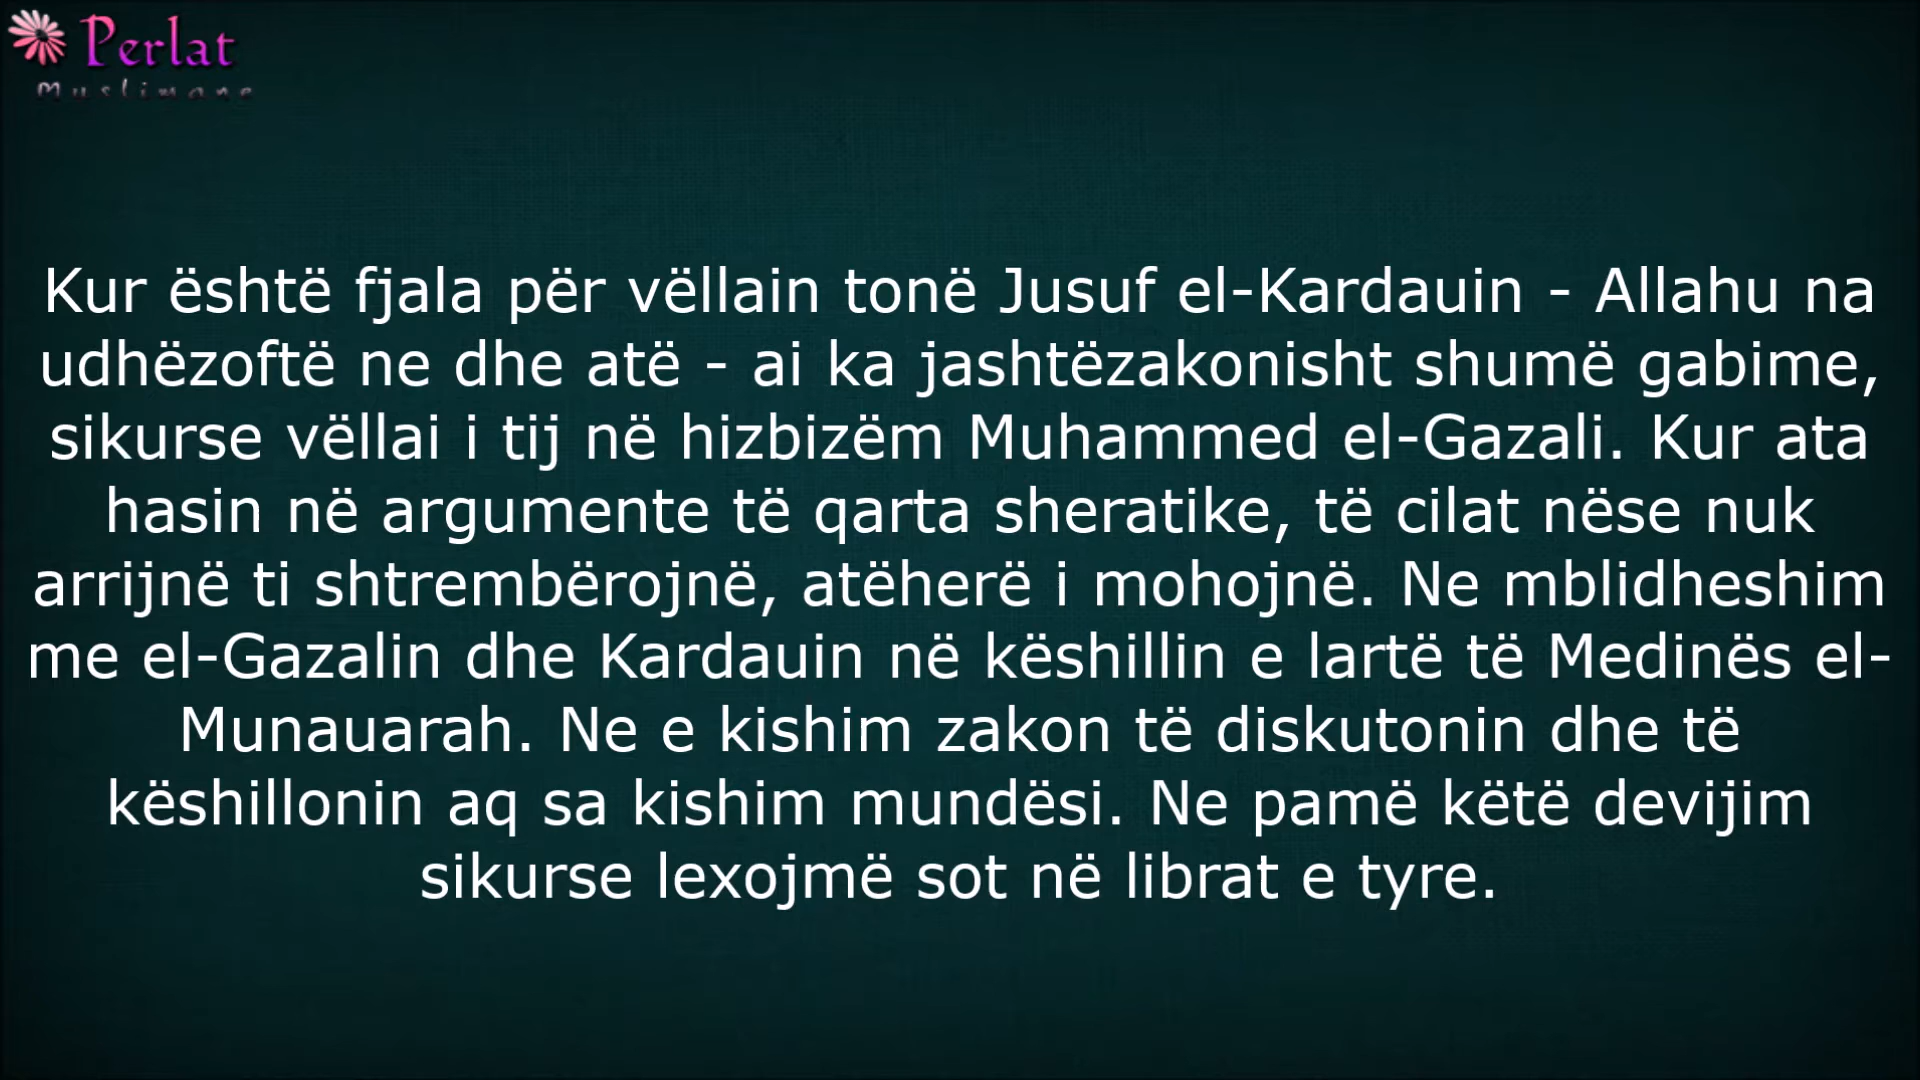 Perlat
Muslimane
Kur është fjala për vëllain tonë Jusuf el-Kardauin - Allahu na
udhëzoftë ne dhe atë - ai ka jashtëzakonisht shumë gabime,
sikurse vëllai i tij në hizbizëm Muhammed el-Gazali. Kur ata
hasin në argumente të qarta sheratike, të cilat nëse nuk
arrijnë ti shtrembërojnë, atëherë i mohojnë. Ne mblidheshim
me el-Gazalin dhe Kardauin në këshillin e lartë të Medinës el-
Munauarah. Ne e kishim zakon të diskutonin dhe të
këshillonin aq sa kishim mundësi. Ne pamë këtë devijim
sikurse lexojmë sot në librat e tyre.